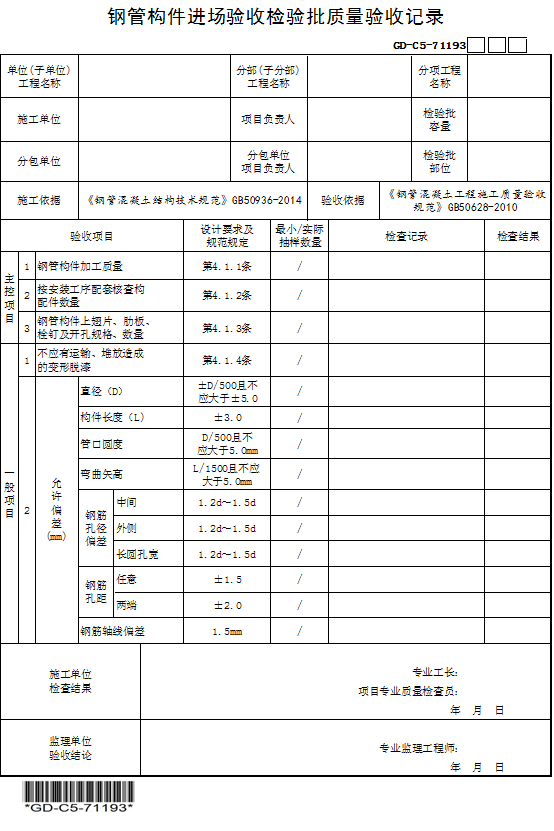 钢管构件进场验收检验批质量验收记录
GD-C5-71193
单位(子单位)
工程名称
分部(子分部)
工程名称
分项工程
名称
施工单位
项目负责人
检验批
容量
分包单位
分包单位
项目负责人
检验批
部位
施工依据
《钢管混凝土结构技术规范》GB50936-2014
验收依据
《钢管混凝土工程施工质量验收
规范》GB50628-2010
验收项目
设计要求及
规范规定
最小/实际
抽样数量
检查记录
检查结果
主控项目
1
钢管构件加工质量
第4.1.1条
/
2
按安装工序配套核查构
配件数量
第4.1.2条
/
3
钢管构件上翅片、肋板、
栓钉及开孔规格、数量
第4.1.3条
/
一般项目
1
不应有运输、堆放造成
的变形脱漆
第4.1.4条
/
2
允许偏差
(mm)
直径（D）
±D/500且不
应大于±5.0
/
构件长度（L）
±3.0
/
管口圆度
D/500且不
应大于5.0mm
/
弯曲矢高
L/1500且不应
大于5.0mm
/
钢筋
孔径
偏差
中间
1.2d～1.5d
/
外侧
1.2d～1.5d
/
长圆孔宽
1.2d～1.5d
/
钢筋
孔距
任意
±1.5
/
两端
±2.0
/
钢筋轴线偏差
1.5mm
/
施工单位
检查结果
专业工长：
项目专业质量检查员：
年 月 日
监理单位
验收结论
专业监理工程师：
年 月 日
*GD-C5-71193*